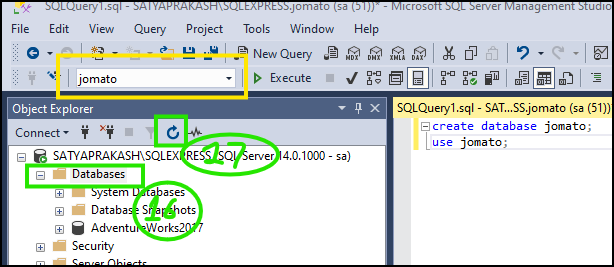 SQLQuery1.sql - SATYAPRAKASH\SQLEXPRESS.jomato (sa (51))* - Microsoft SQL Server Management Studio
File Edit View Query Project Tools Window Help
New Query MDX DMX XMLA DAX
jomato Execute
Object Explorer
Connect
SATYAPRAKASH\SQLEXPRESS (SQL Server 14.0.1000 - sa)
27
Databases
System Databases
Database Snapshots
16
AdventureWorks2017
Security
Server Objects
SQLQuery1.sql - SAT...SS.jomato (sa (51))
create database jomato;
use jomato;